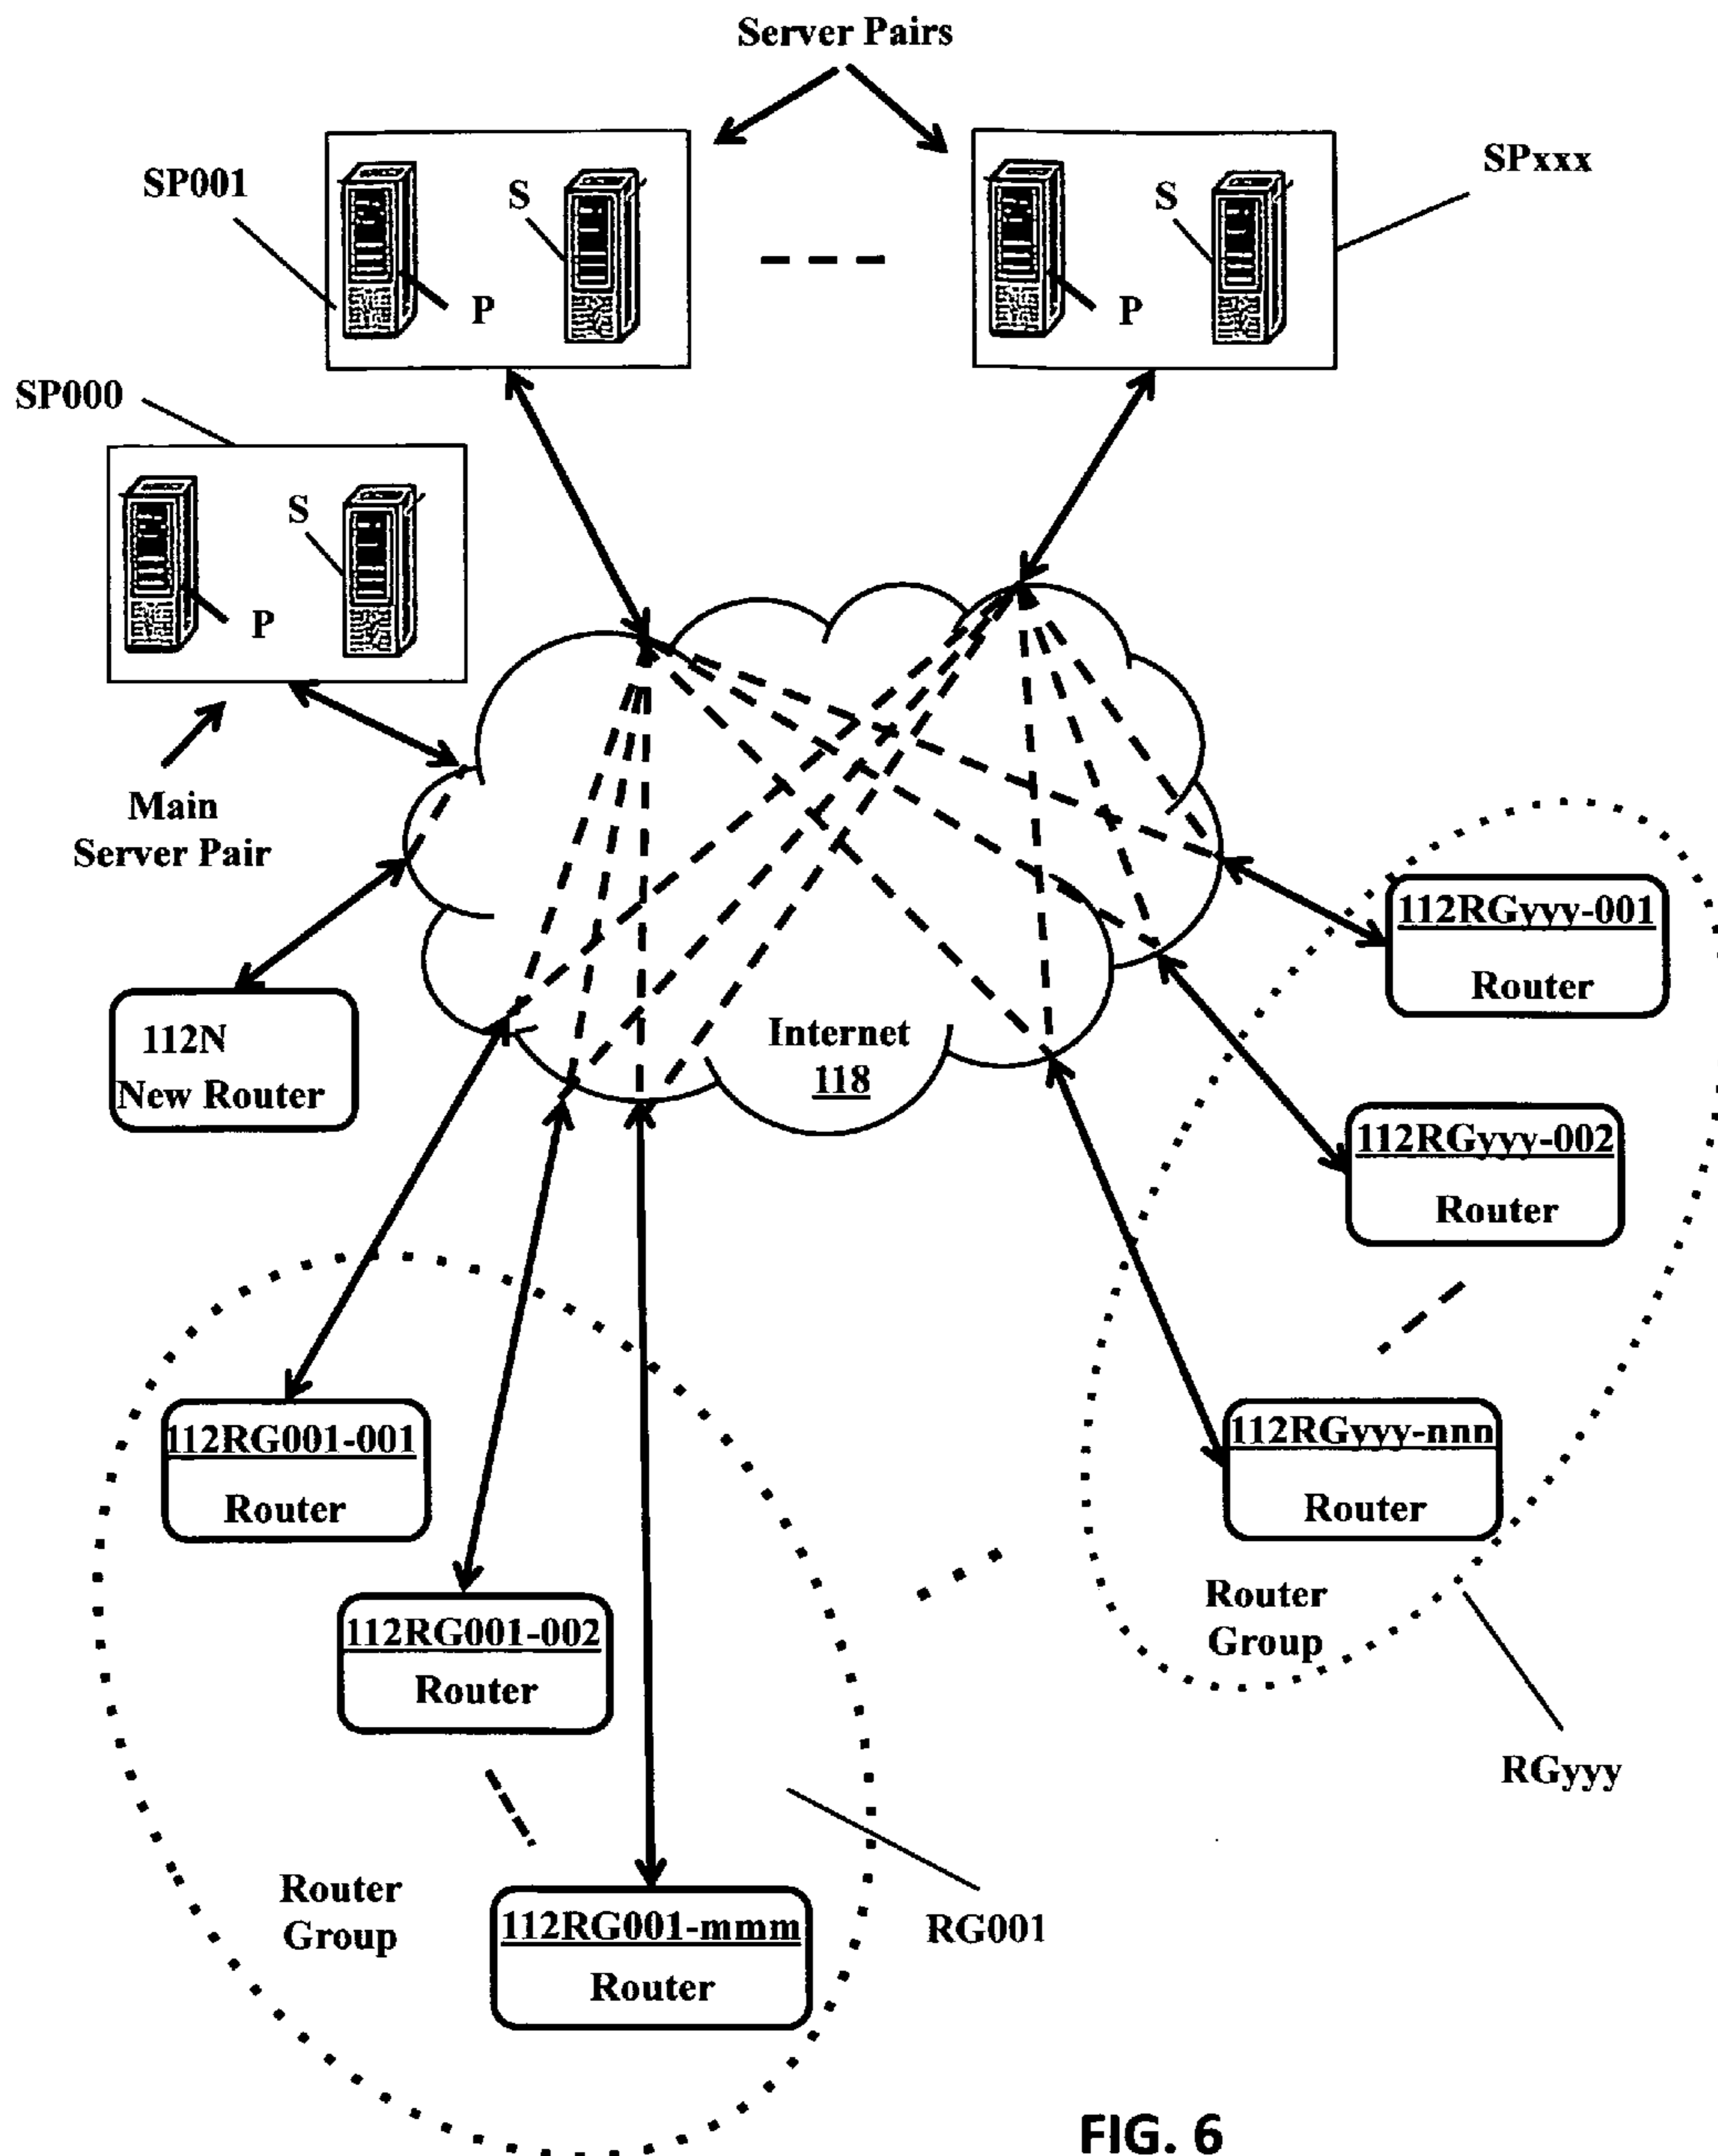 Server Pairs
SP001
S
P
S
P
SPxxx
SP000
S
P
Main
Server Pair
112N
New Router
Internet
118
112RGyyy-001
Router
112RGyyy-002
Router
112RGyyy-nnn
Router
Router
Group
RGyyy
112RG001-001
Router
112RG001-002
Router
112RG001-mmm
Router
Router
Group
RG001
FIG. 6